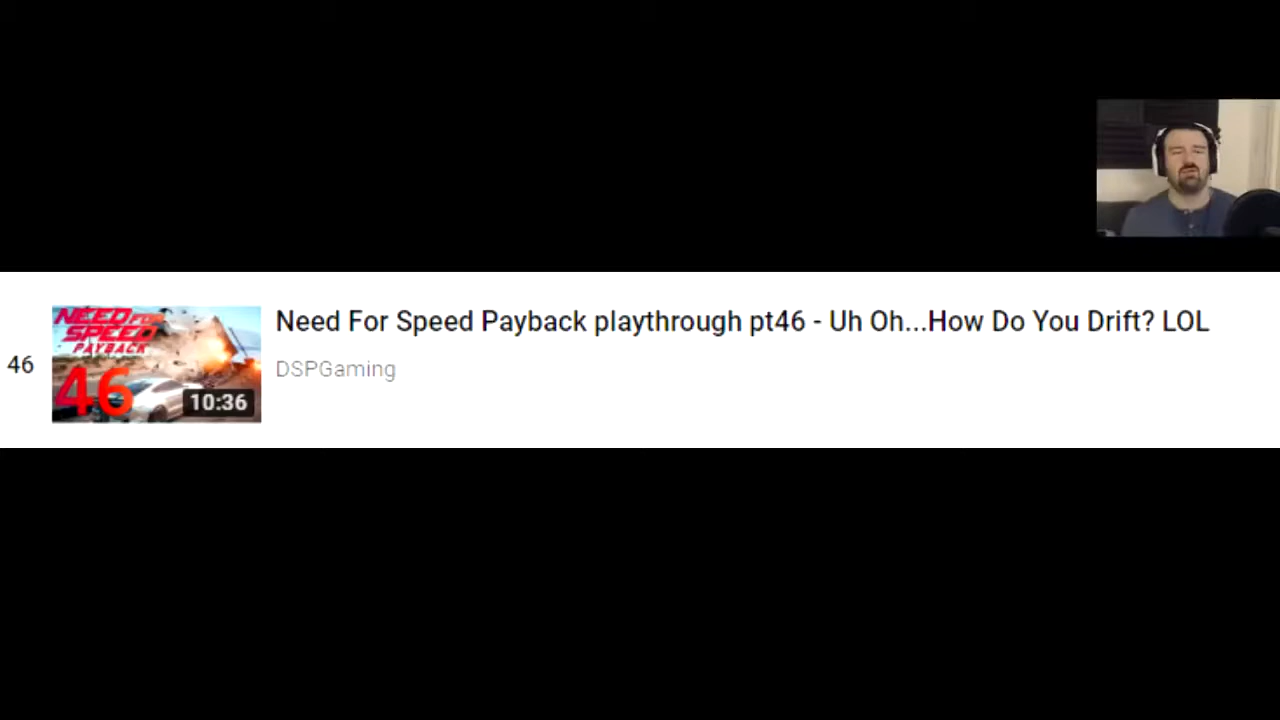 46
NEED FOR
SPEED
PAYBACK
46
10:36
Need For Speed Payback playthrough pt46 - Uh Oh...How Do You Drift? LOL
DSPGaming